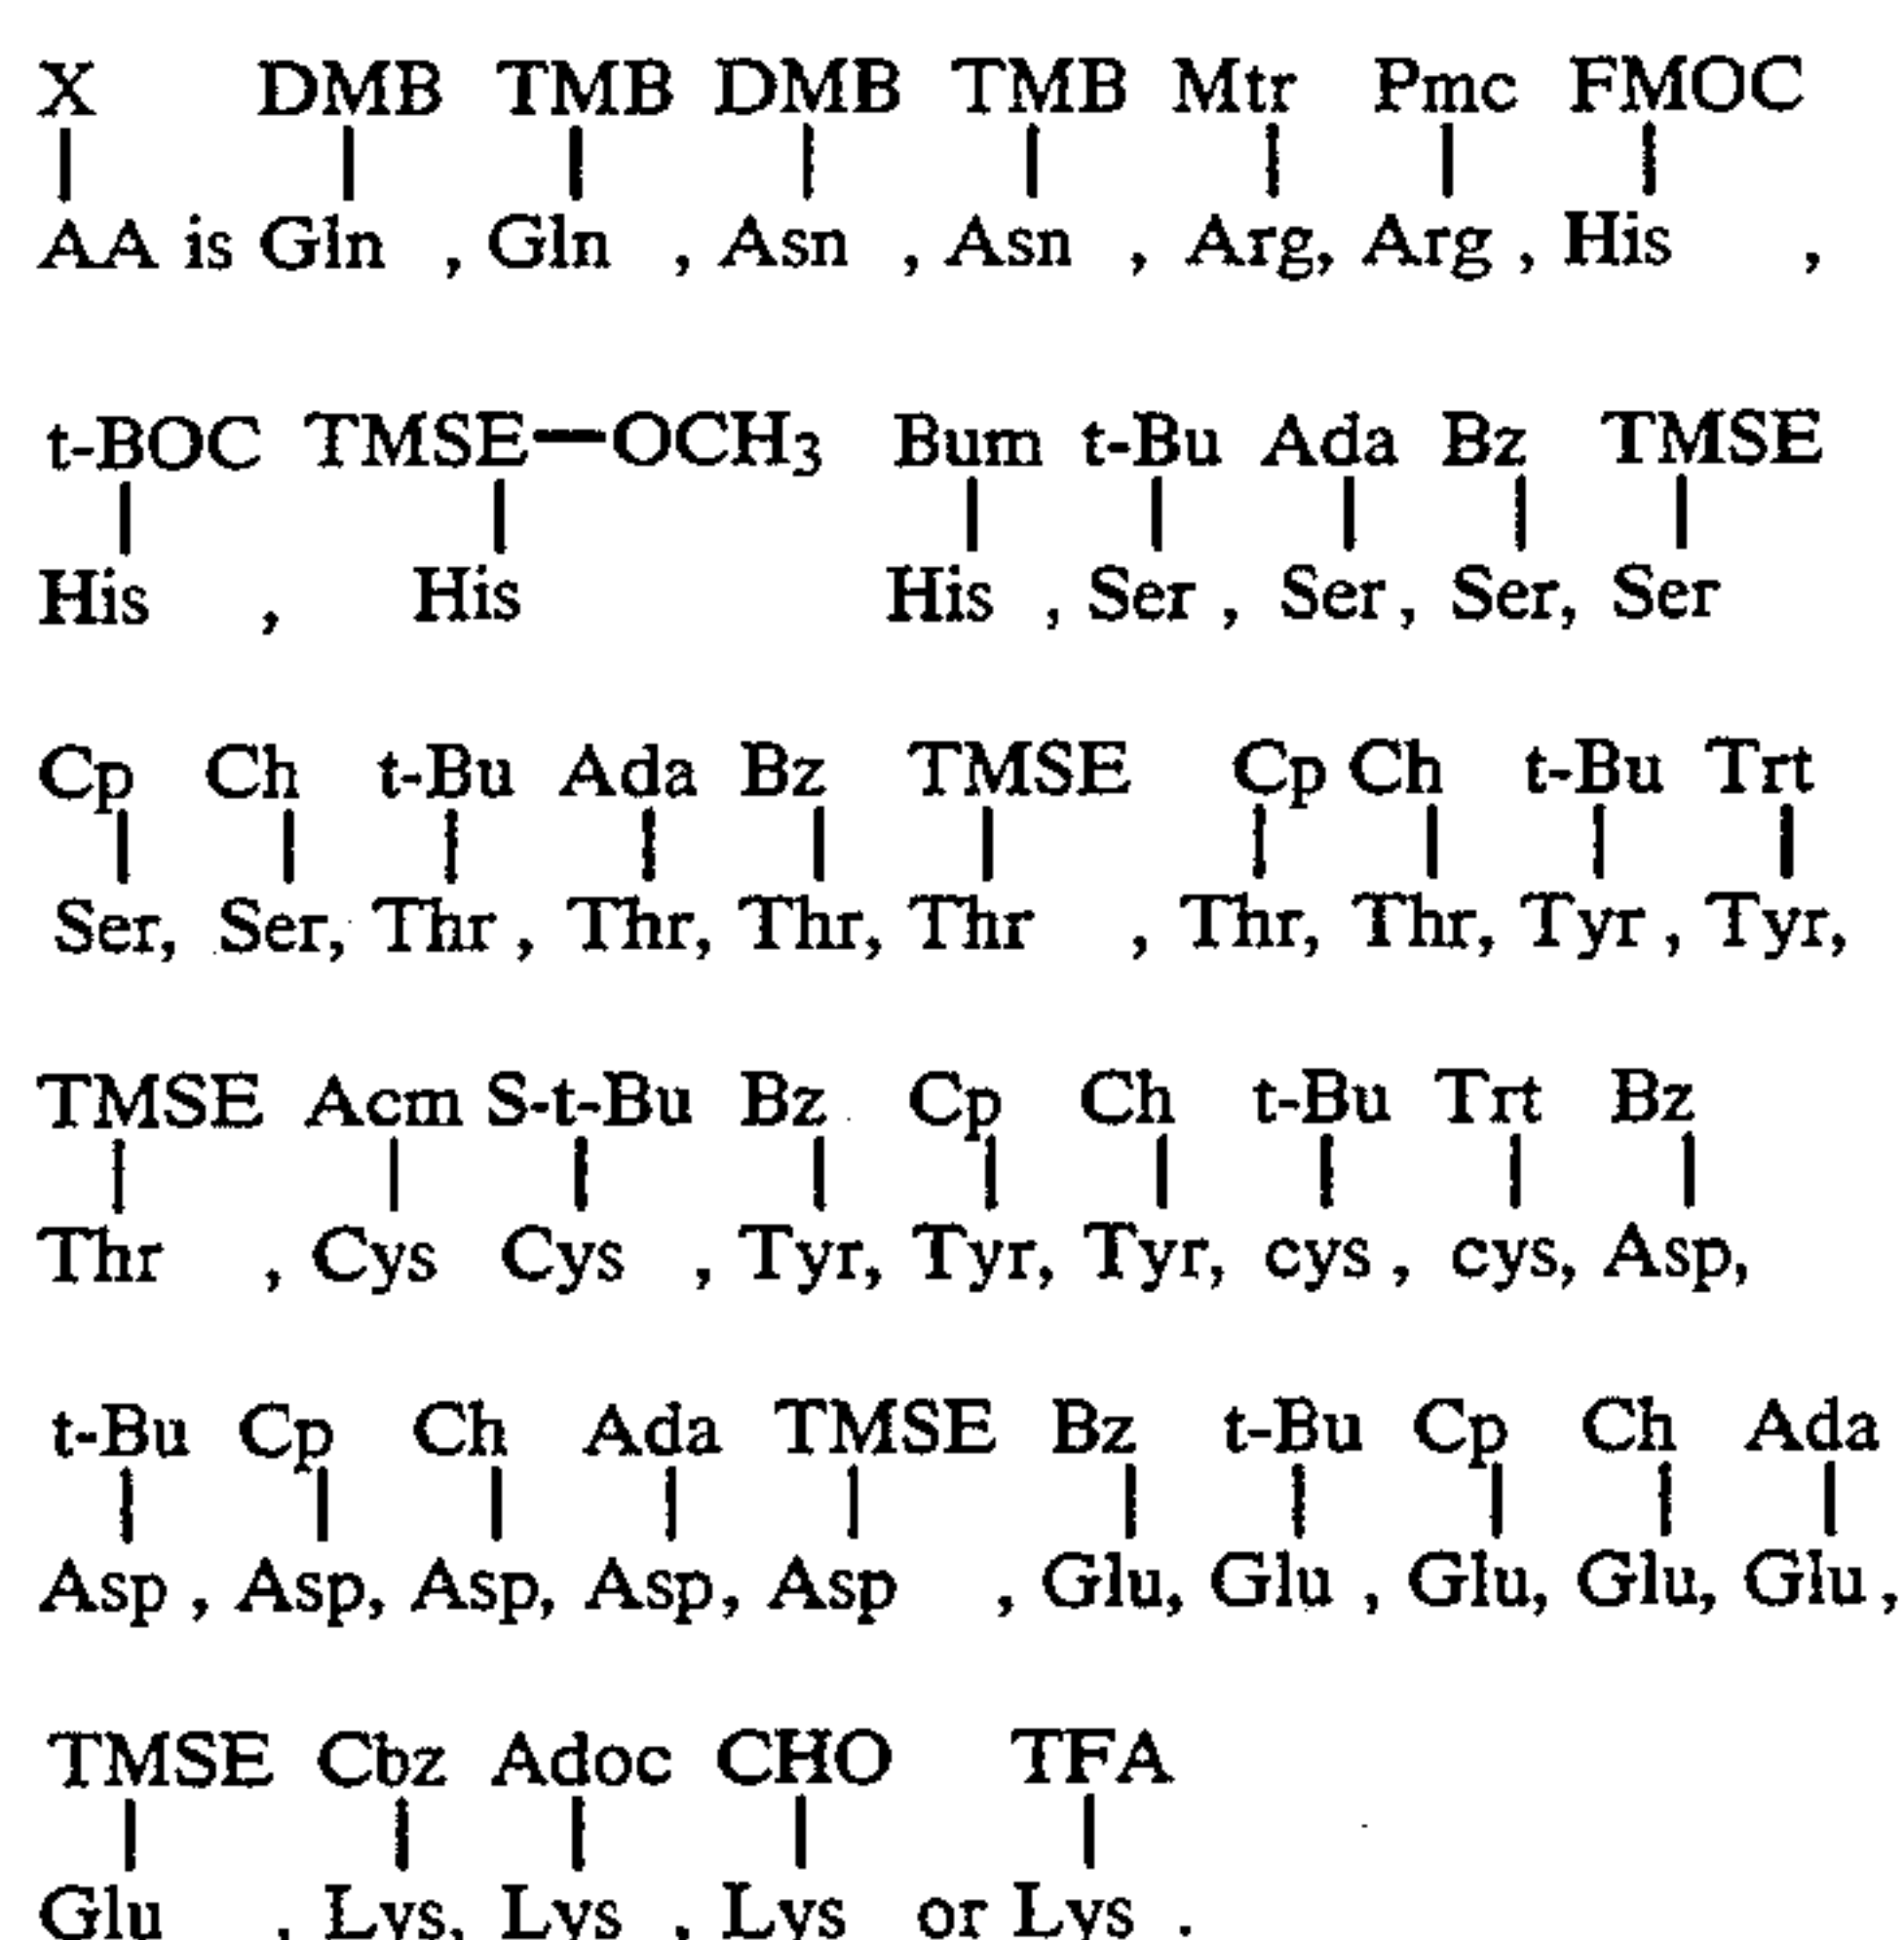 X DMB TMB DMB TMB Mtr Pmc FMOC
AA is Gln , Gln , Asn , Asn , Arg, Arg , His ,
t-BOC TMSE—OCH3 Bum t-Bu Ada Bz TMSE
His , His His , Ser , Ser , Ser, Ser
Cp Ch t-Bu Ada Bz TMSE Cp Ch t-Bu Trt
Ser, Ser, Thr , Thr, Thr, Thr , Thr, Thr, Tyr , Tyr,
TMSE Acm S-t-Bu Bz Cp Ch t-Bu Trt Bz
Thr , Cys Cys , Tyr, Tyr, Tyr, cys , cys, Asp,
t-Bu Cp Ch Ada TMSE Bz t-Bu Cp Ch Ada
Asp , Asp, Asp, Asp, Asp , Glu, Glu , Glu, Glu, Glu ,
TMSE Cbz Adoc CHO TFA
Glu , Lys, Lys , Lys or Lys .